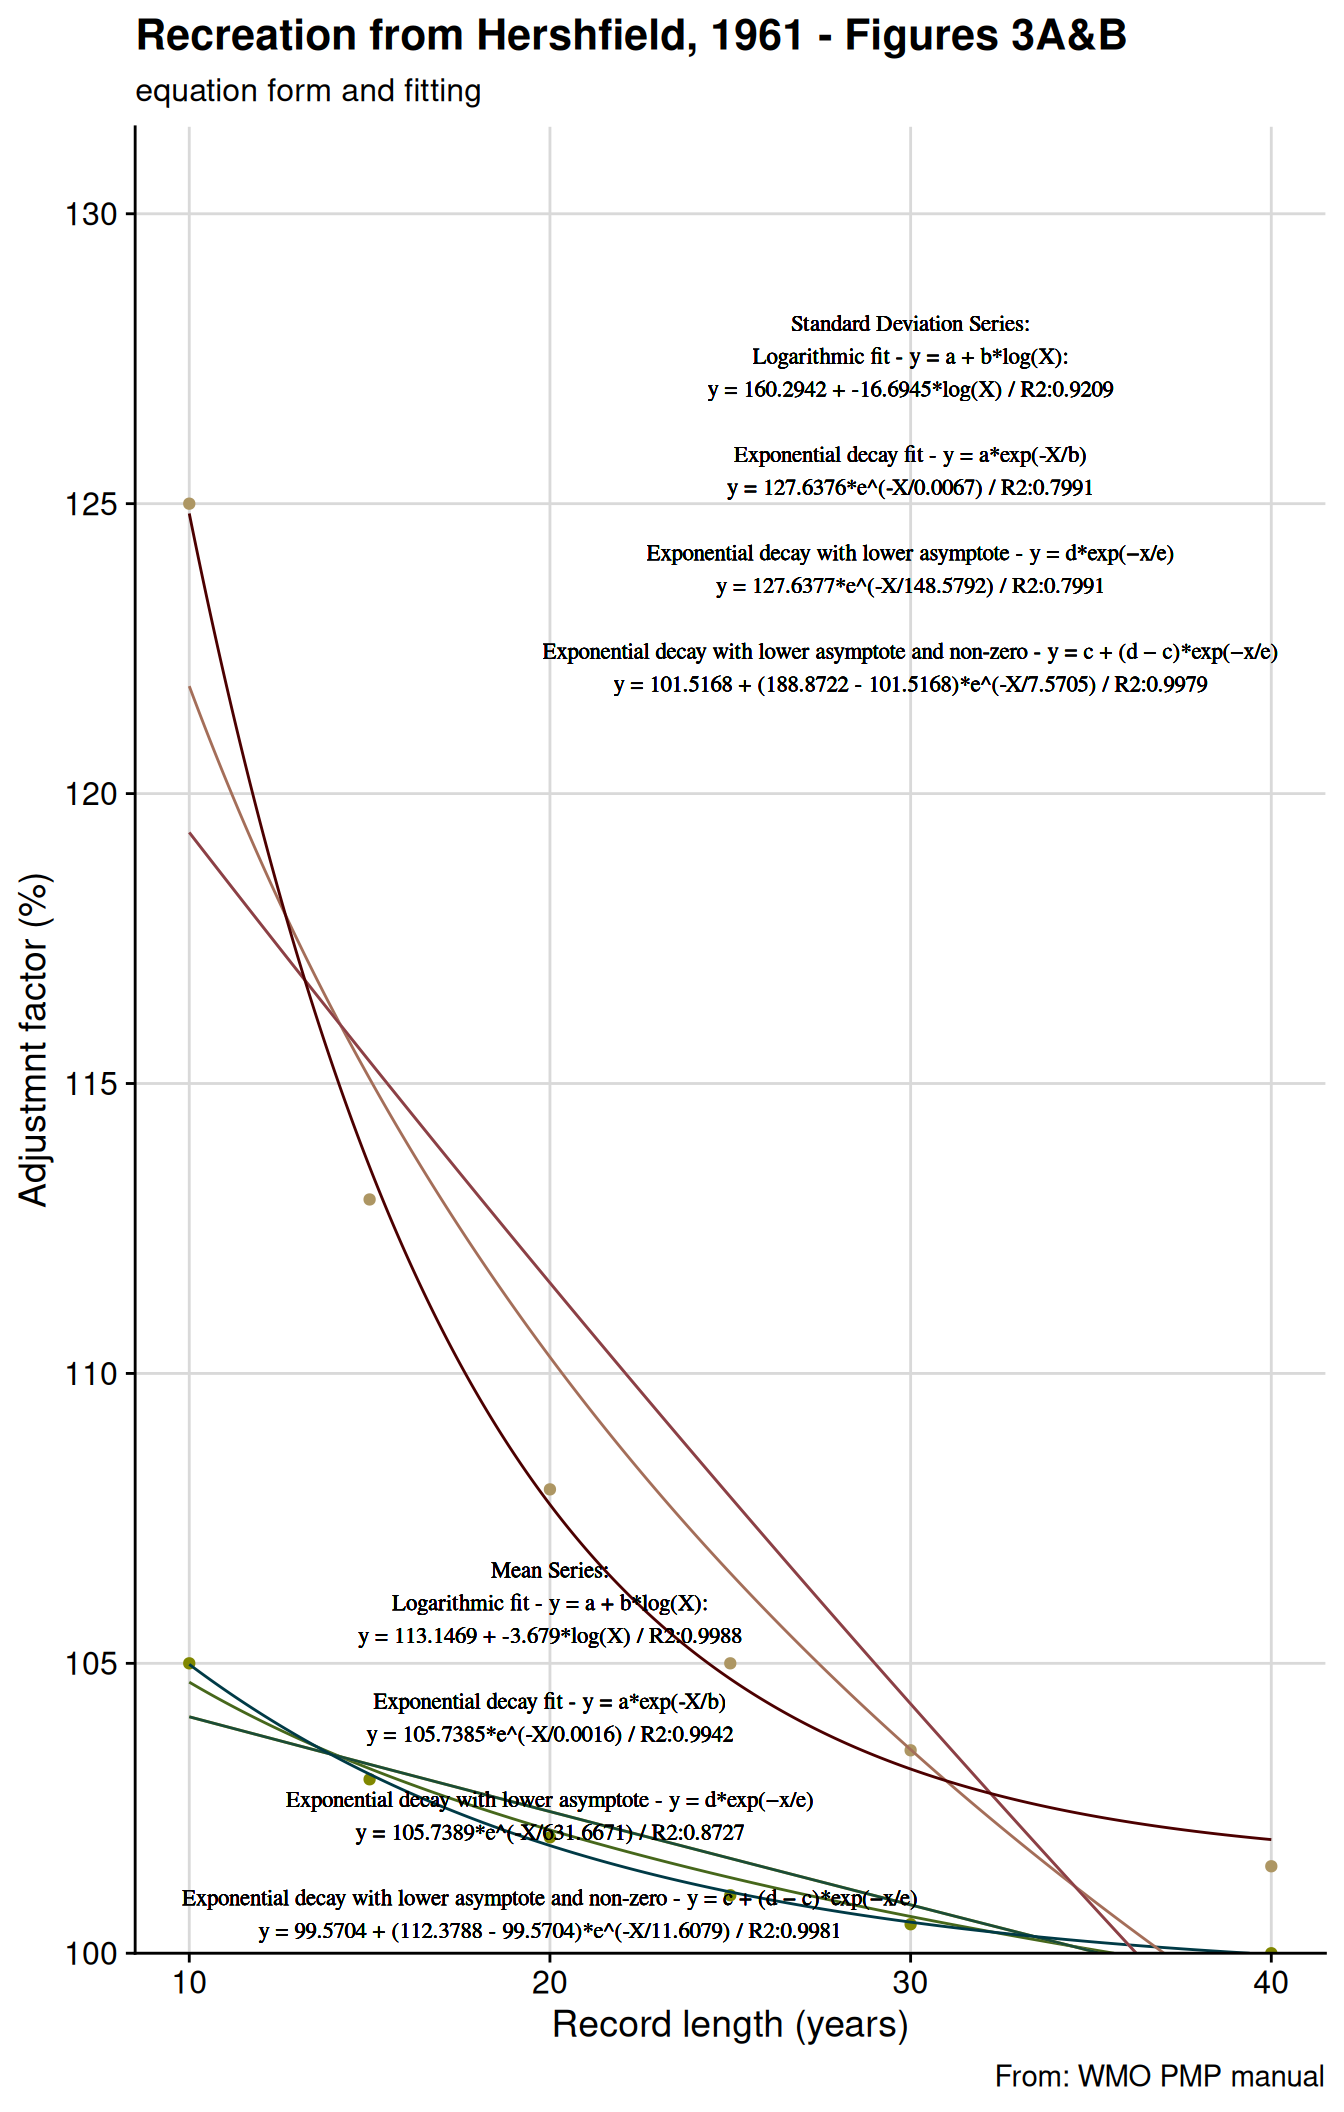 Recreation from Hershfield, 1961 - Figures 3A&B
equation form and fitting
130
125
120
115
110
105
100
Adjustmnt factor (%)
Standard Deviation Series:
Logarithmic fit - y = a + b*log(X):
y = 160.2942 + -16.6945*log(X) / R2:0.9209
Exponential decay fit - y = a*exp(-X/b)
y = 127.6376*e^(-X/0.0067) / R2:0.7991
Exponential decay with lower asymptote - y = d*exp(−x/e)
y = 127.6377*e^(-X/148.5792) / R2:0.7991
Exponential decay with lower asymptote and non-zero - y = c + (d − c)*exp(−x/e)
y = 101.5168 + (188.8722 - 101.5168)*e^(-X/7.5705) / R2:0.9979
Mean Series:
Logarithmic fit - y = a + b*log(X):
y = 113.1469 + -3.679*log(X) / R2:0.9988
Exponential decay fit - y = a*exp(-X/b)
y = 105.7385*e^(-X/0.0016) / R2:0.9942
Exponential decay with lower asymptote - y = d*exp(−x/e)
y = 105.7389*e^(-X/631.6671) / R2:0.8727
Exponential decay with lower asymptote and non-zero - y = c + (d − c)*exp(−x/e)
y = 99.5704 + (112.3788 - 99.5704)*e^(-X/11.6079) / R2:0.9981
10 20 30 40
Record length (years)
From: WMO PMP manual